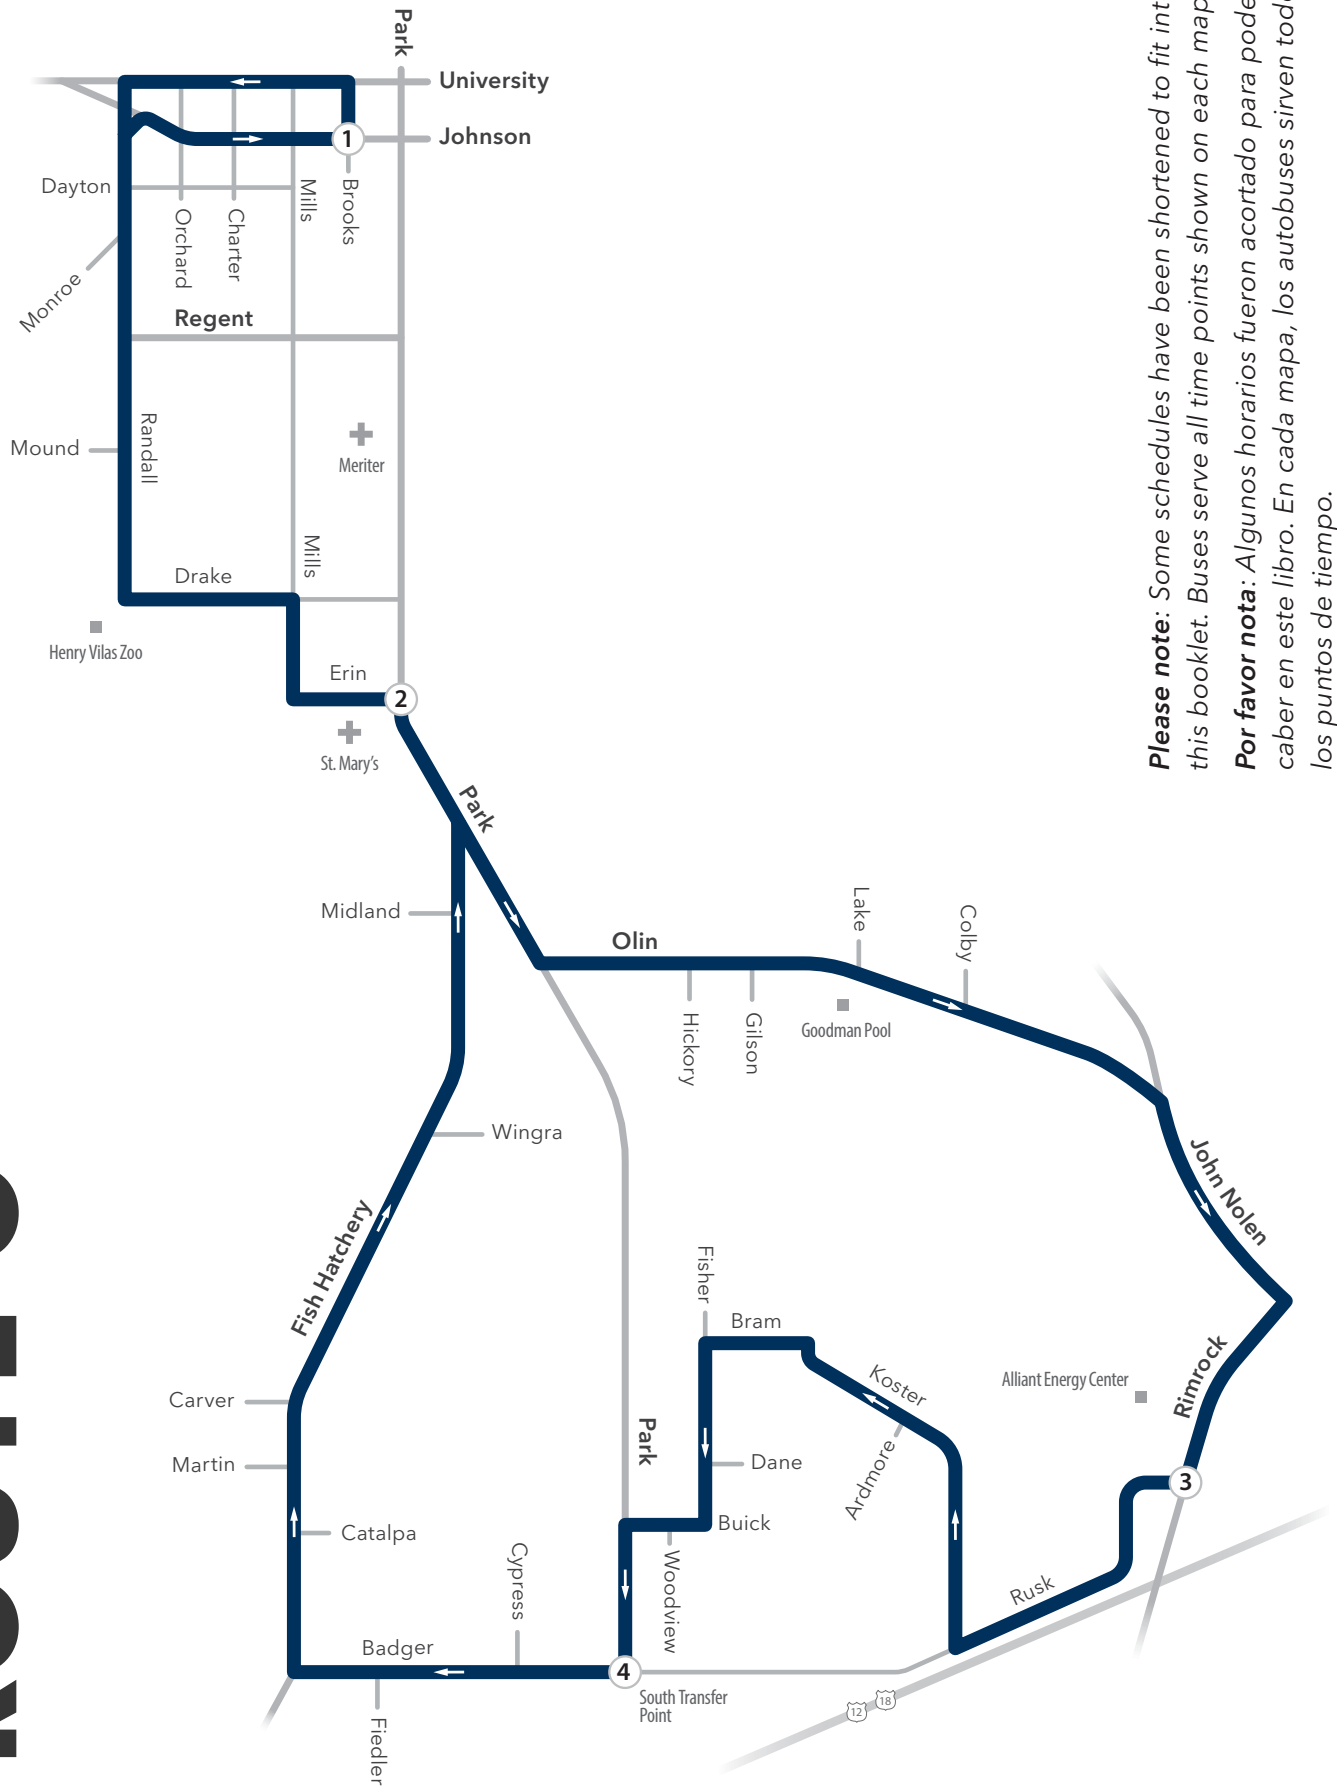 Park
University
Johnson
1
Dayton
Mills
Brooks
Orchard
Charter
Monroe
Regent
Randall
Mound
Meriter
Mills
Drake
Henry Vilas Zoo
Erin
2
St. Mary's
Park
Midland
Olin
Lake
Colby
Hickory
Gilson
Goodman Pool
Wingra
John Nolen
Fish Hatchery
Fisher
Bram
Koster
Alliant Energy Center
Rimrock
Carver
Park
Martin
Dane
Ardmore
3
Catalpa
Buick
Cypress
Woodview
Rusk
Badger
4
South Transfer
Point
Fiedler
12
18
Please note: Some schedules have been shortened to fit int
this booklet. Buses serve all time points shown on each map
Por favor nota: Algunos horarios fueron acortado para pode
caber en este libro. En cada mapa, los autobuses sirven tod
los puntos de tiempo.